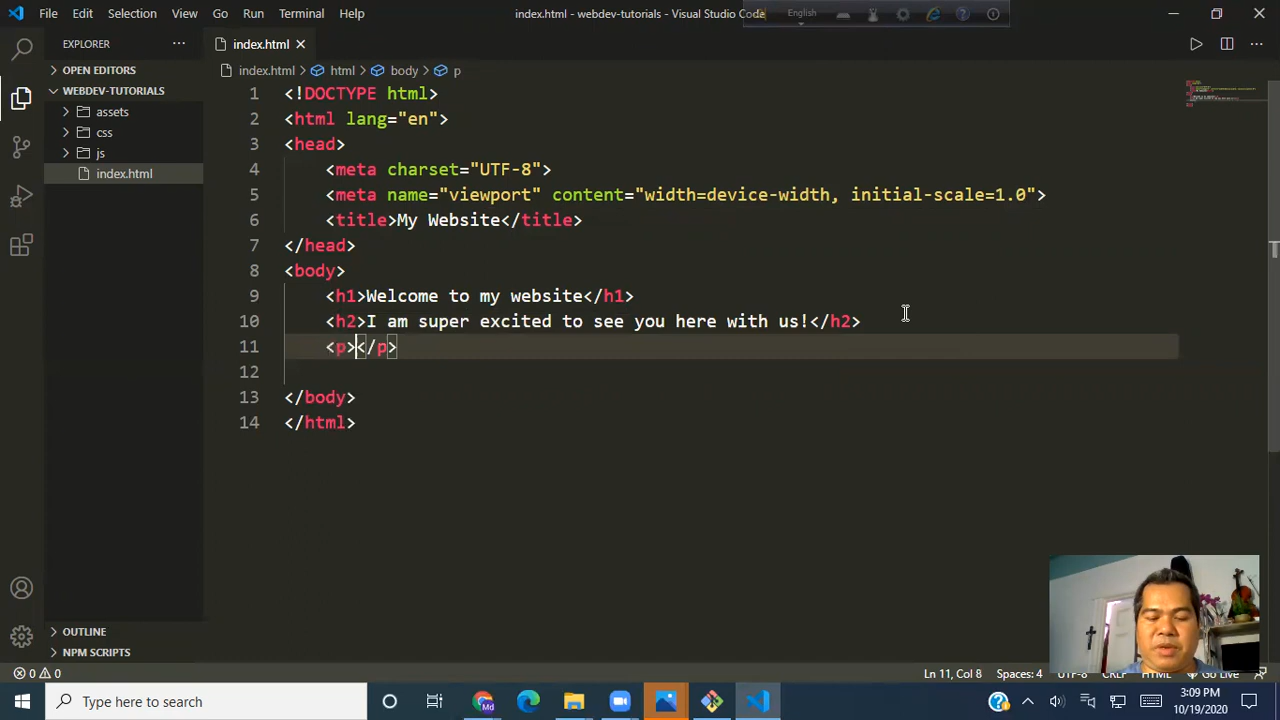 File Edit Selection View Go Run Terminal Help
index.html - webdev-tutorials - Visual Studio Code
English
EXPLORER
index.html
OPEN EDITORS
index.html > html > body > p
WEBDEV-TUTORIALS
assets
css
js
index.html
1 <!DOCTYPE html>
2 <html lang="en">
3 <head>
4 <meta charset="UTF-8">
5 <meta name="viewport" content="width=device-width, initial-scale=1.0">
6 <title>My Website</title>
7 </head>
8 <body>
9 <h1>Welcome to my website</h1>
10 <h2>I am super excited to see you here with us!</h2>
11 <p></p>
12
13 </body>
14 </html>
OUTLINE
NPM SCRIPTS
0 0
Ln 11, Col 8 Spaces: 4 UTF-8 CRLF HTML Go Live
Type here to search
Md
3:09 PM
10/19/2020